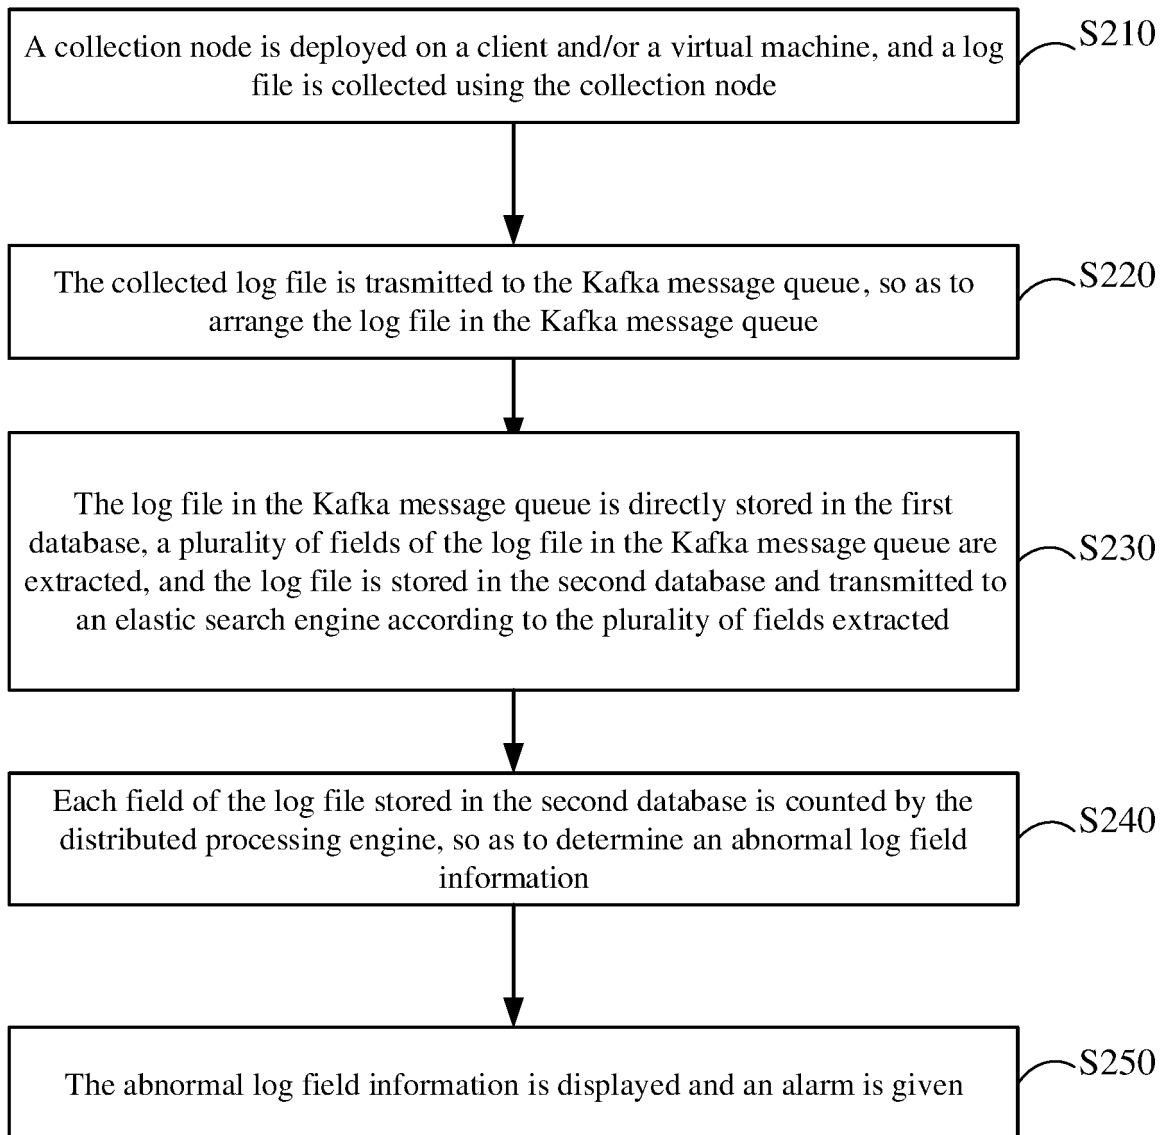 A collection node is deployed on a client and/or a virtual machine, and a log
file is collected using the collection node
S210
The collected log file is trasmitted to the Kafka message queue, so as to
arrange the log file in the Kafka message queue
S220
The log file in the Kafka message queue is directly stored in the first
database, a plurality of fields of the log file in the Kafka message queue are
extracted, and the log file is stored in the second database and transmitted to
an elastic search engine according to the plurality of fields extracted
S230
Each field of the log file stored in the second database is counted by the
distributed processing engine, so as to determine an abnormal log field
information
S240
The abnormal log field information is displayed and an alarm is given
S250